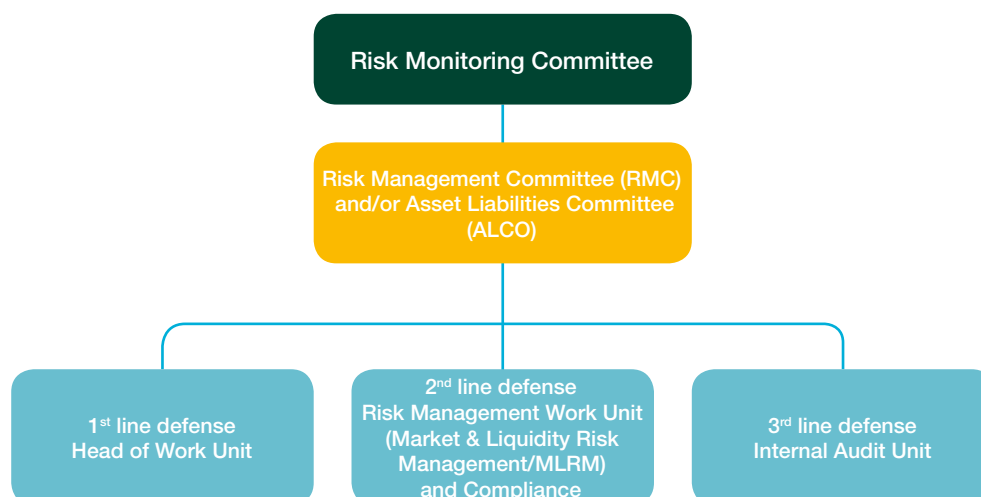 Risk Monitoring Committee
Risk Management Committee (RMC)
and/or Asset Liabilities Committee
(ALCO)
1st line defense
Head of Work Unit
2nd line defense
Risk Management Work Unit
(Market & Liquidity Risk
Management/MLRM)
and Compliance
3rd line defense
Internal Audit Unit